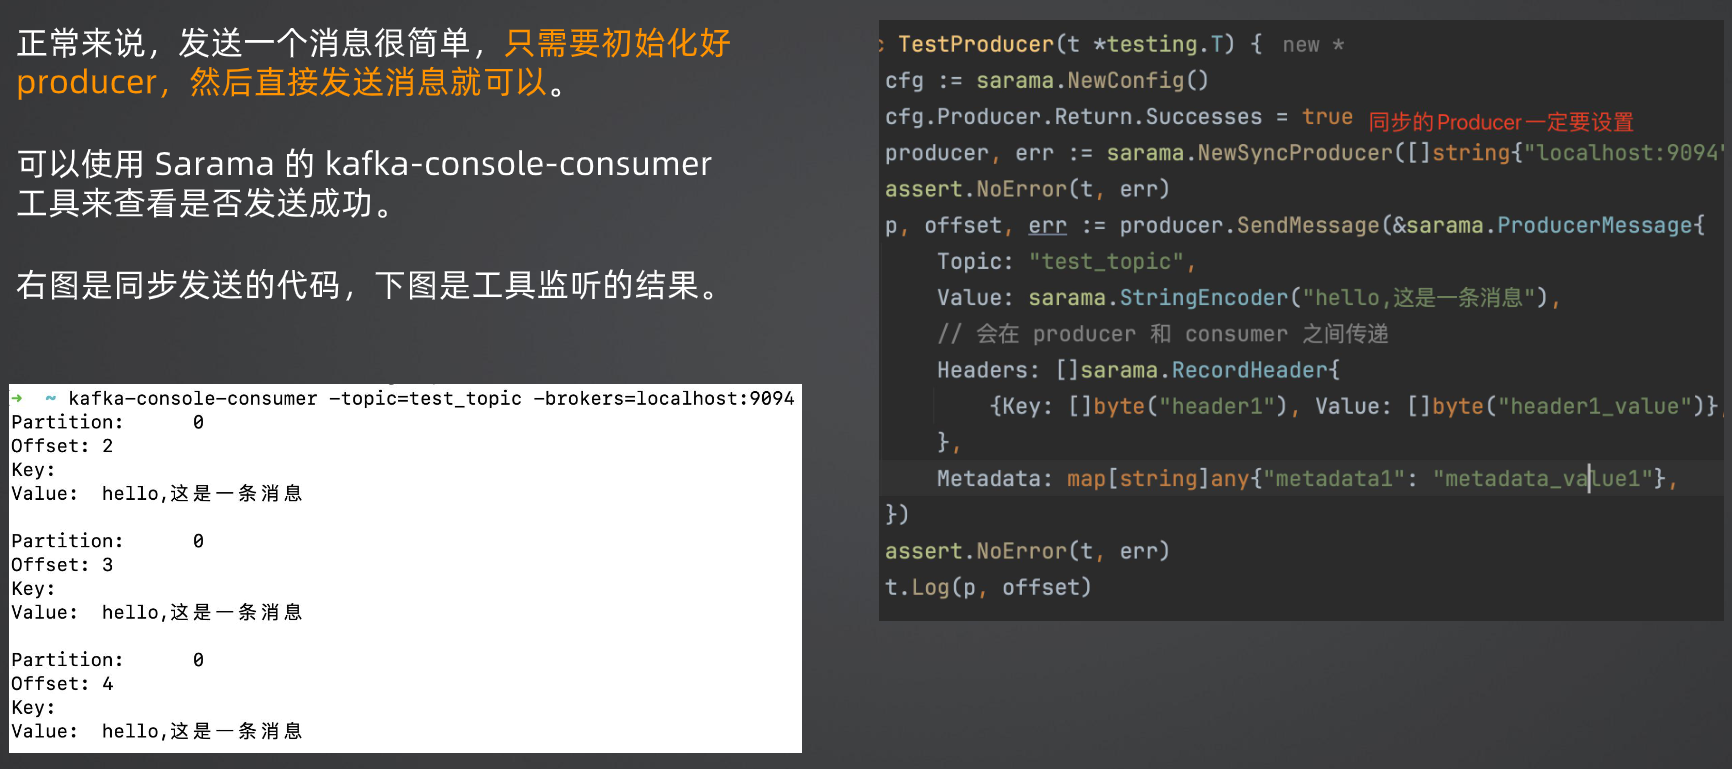 正常来说，发送一个消息很简单，只需要初始化好
producer，然后直接发送消息就可以。
可以使用 Sarama 的 kafka-console-consumer
工具来查看是否发送成功。
右图是同步发送的代码，下图是工具监听的结果。
➜ ~ kafka-console-consumer -topic=test_topic -brokers=localhost:9094
Partition: 0
Offset: 2
Key:
Value: hello,这是一条消息
Partition: 0
Offset: 3
Key:
Value: hello,这是一条消息
Partition: 0
Offset: 4
Key:
Value: hello,这是一条消息
TestProducer(t *testing.T) { new *
cfg := sarama.NewConfig()
cfg.Producer.Return.Successes = true 同步的Producer一定要设置
producer, err := sarama.NewSyncProducer([]string{"localhost:9094"
assert.NoError(t, err)
p, offset, err := producer.SendMessage(&sarama.ProducerMessage{
Topic: "test_topic",
Value: sarama.StringEncoder("hello,这是一条消息"),
// 会在 producer 和 consumer 之间传递
Headers: []sarama.RecordHeader{
{Key: []byte("header1"), Value: []byte("header1_value")},
},
Metadata: map[string]any{"metadata1": "metadata_value1"},
})
assert.NoError(t, err)
t.Log(p, offset)